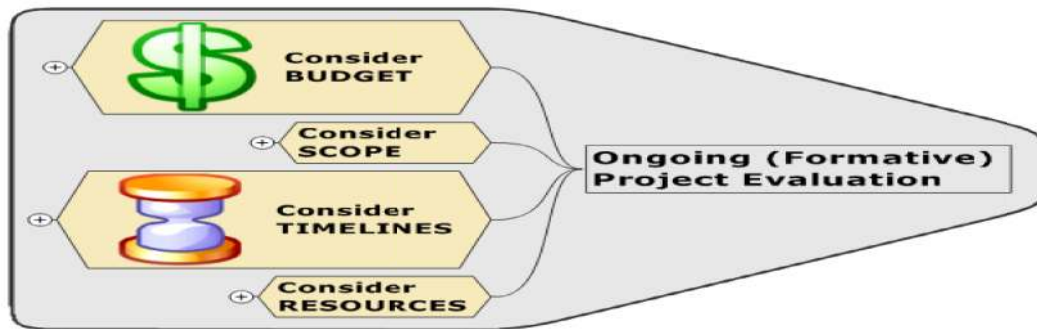 Consider
BUDGET
Consider
SCOPE
Consider
TIMELINES
Consider
RESOURCES
Ongoing (Formative)
Project Evaluation